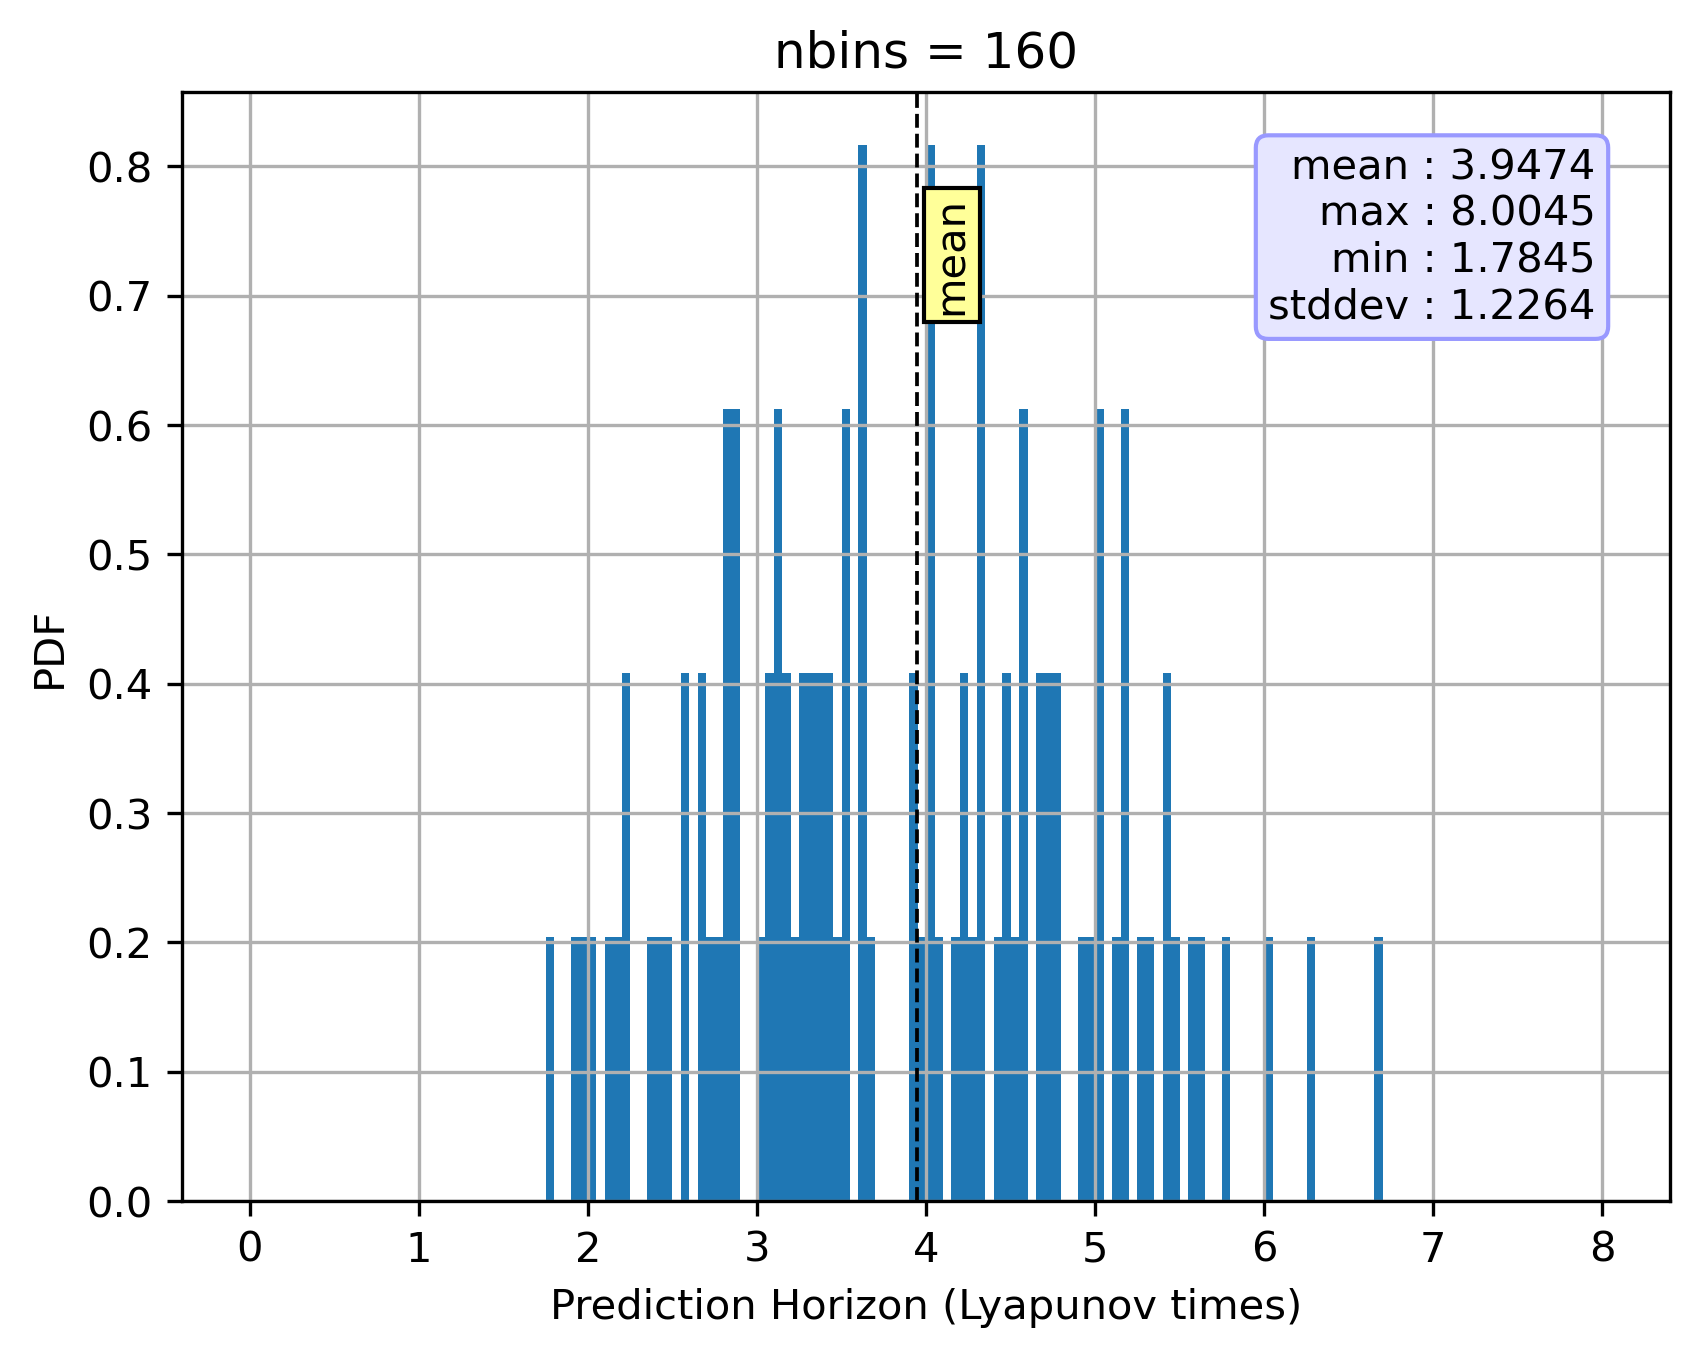 nbins = 160
mean : 3.9474
max : 8.0045
min : 1.7845
stddev : 1.2264
mean
PDF
0.8
0.7
0.6
0.5
0.4
0.3
0.2
0.1
0.0
0 1 2 3 4 5 6 7 8
Prediction Horizon (Lyapunov times)